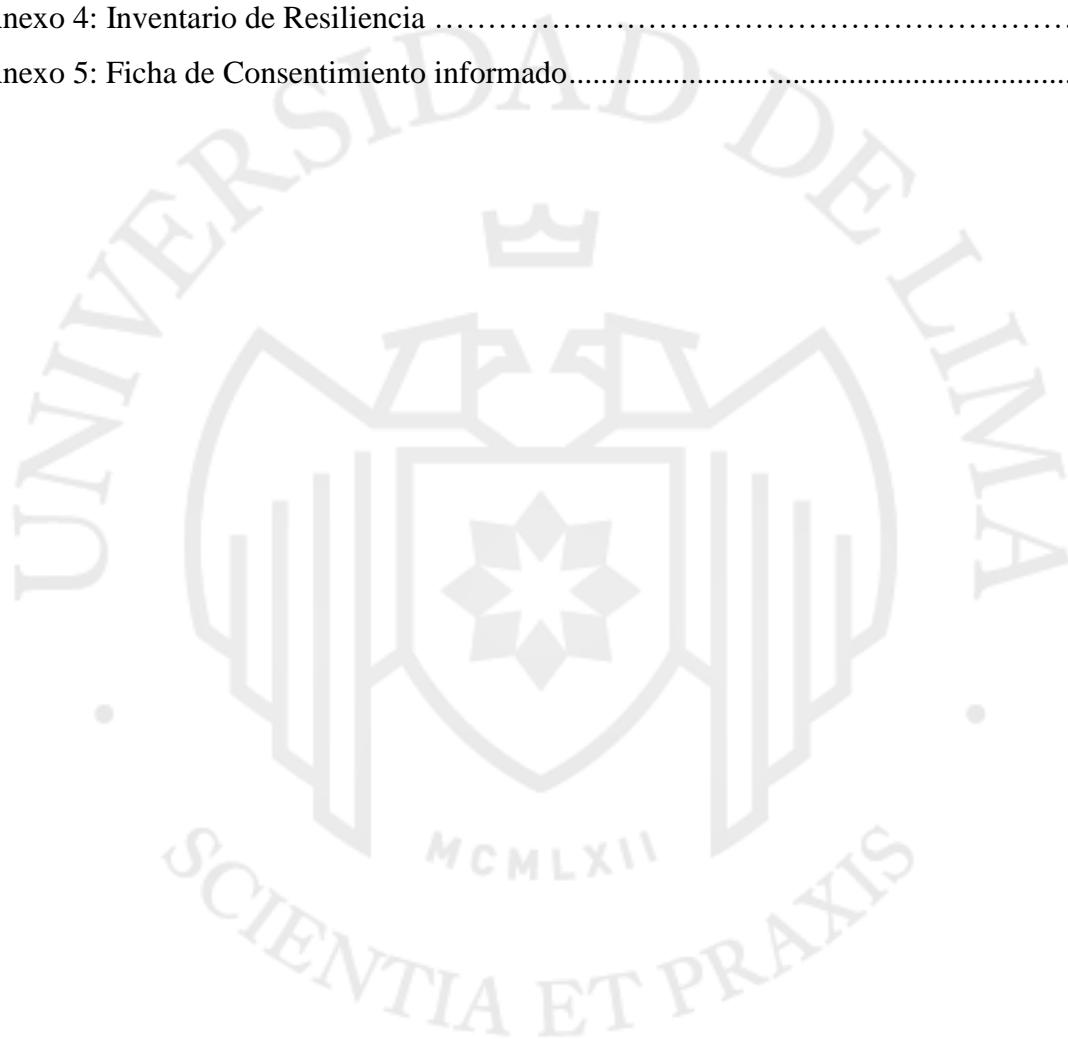 nexo 4: Inventario de Resiliencia ……………………………………………………………
nexo 5: Ficha de Consentimiento informado....................................................................
UNIVERSIDAD DE LIMA
MCMLXII
SCIENTIA ET PRAXIS